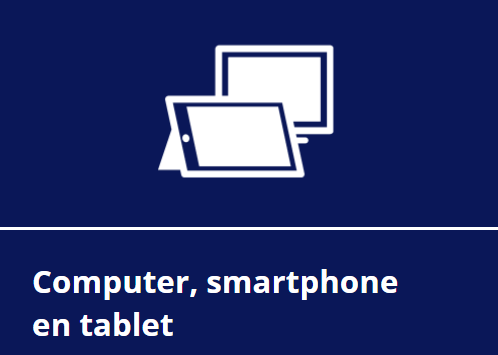 Computer, smartphone
en tablet